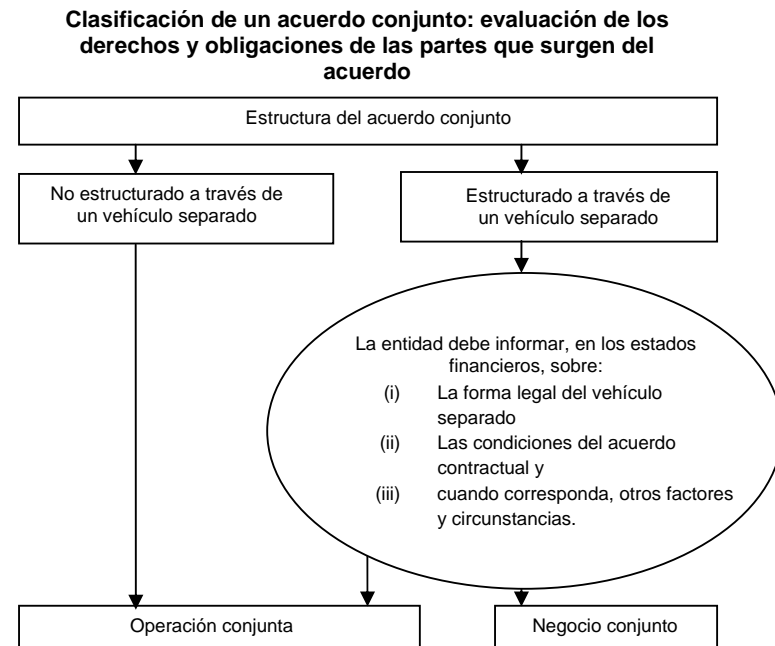 Clasificación de un acuerdo conjunto: evaluación de los
derechos y obligaciones de las partes que surgen del
acuerdo
Estructura del acuerdo conjunto
No estructurado a través de
un vehículo separado
Estructurado a través de
un vehículo separado
La entidad debe informar, en los estados
financieros, sobre:
(i) La forma legal del vehículo
separado
(ii) Las condiciones del acuerdo
contractual y
(iii) cuando corresponda, otros factores
y circunstancias.
Operación conjunta
Negocio conjunto